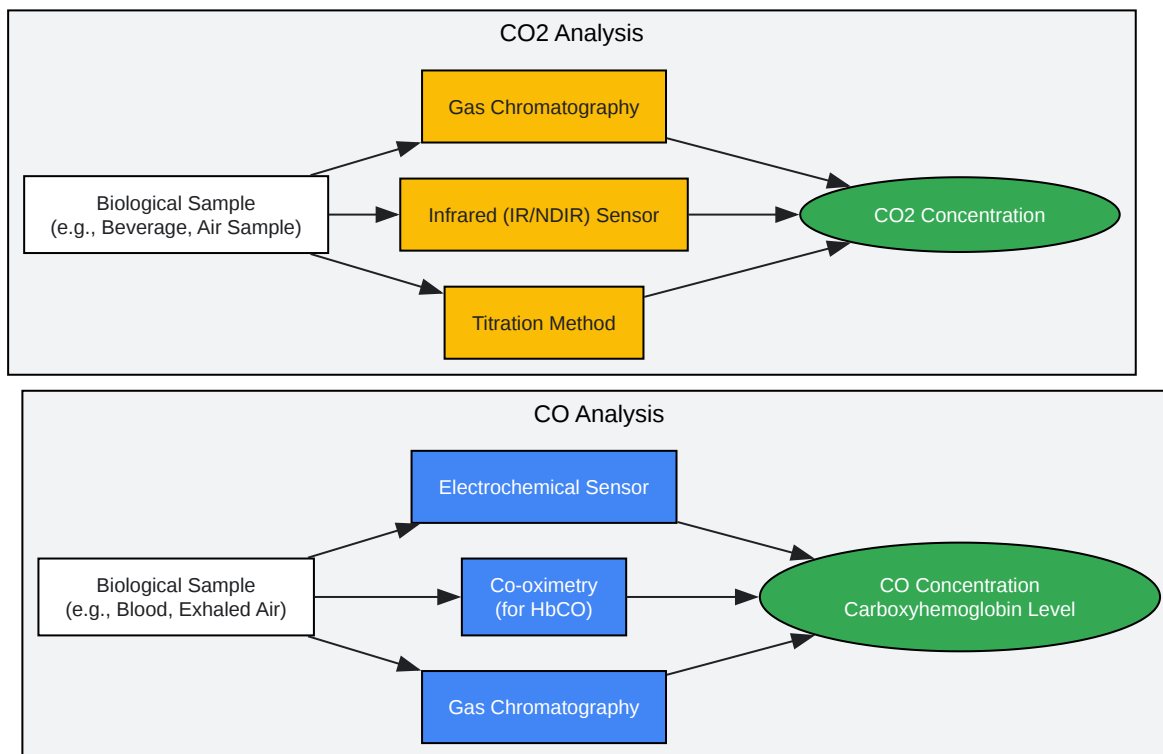 CO2 Analysis
Gas Chromatography
Biological Sample
(e.g., Beverage, Air Sample)
Infrared (IR/NDIR) Sensor
CO2 Concentration
Titration Method
CO Analysis
Electrochemical Sensor
Biological Sample
(e.g., Blood, Exhaled Air)
Co-oximetry
(for HbCO)
CO Concentration
Carboxyhemoglobin Level
Gas Chromatography